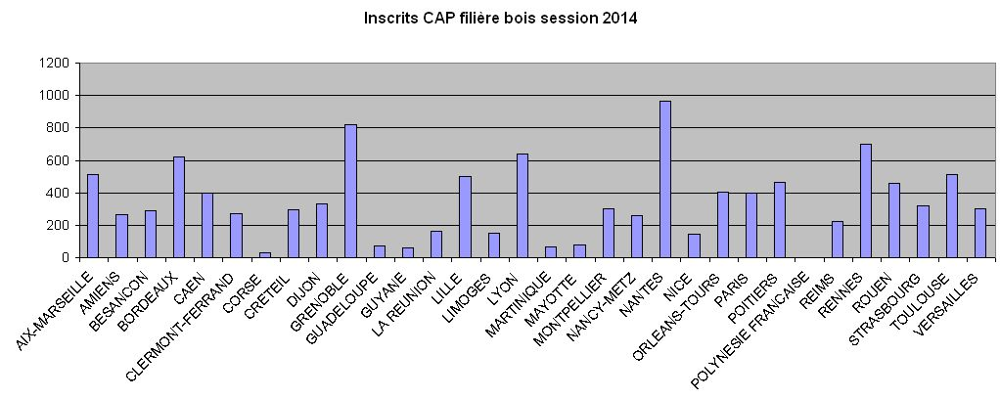 Inscrits CAP filière bois session 2014
1200
1000
800
600
400
200
0
AIX-MARSEILLE
AMIENS
BESANCON
BORDEAUX
CAEN
CLERMONT-FERRAND
CORSE
CRETEIL
DIJON
GRENOBLE
GUADELOUPE
GUYANE
LA REUNION
LILLE
LIMOGES
LYON
MARTINIQUE
MAYOTTE
MONTPELLIER
NANCY-METZ
NANTES
NICE
ORLEANS-TOURS
PARIS
POITIERS
POLYNESIE FRANCAISE
REIMS
RENNES
ROUEN
STRASBOURG
TOULOUSE
VERSAILLES